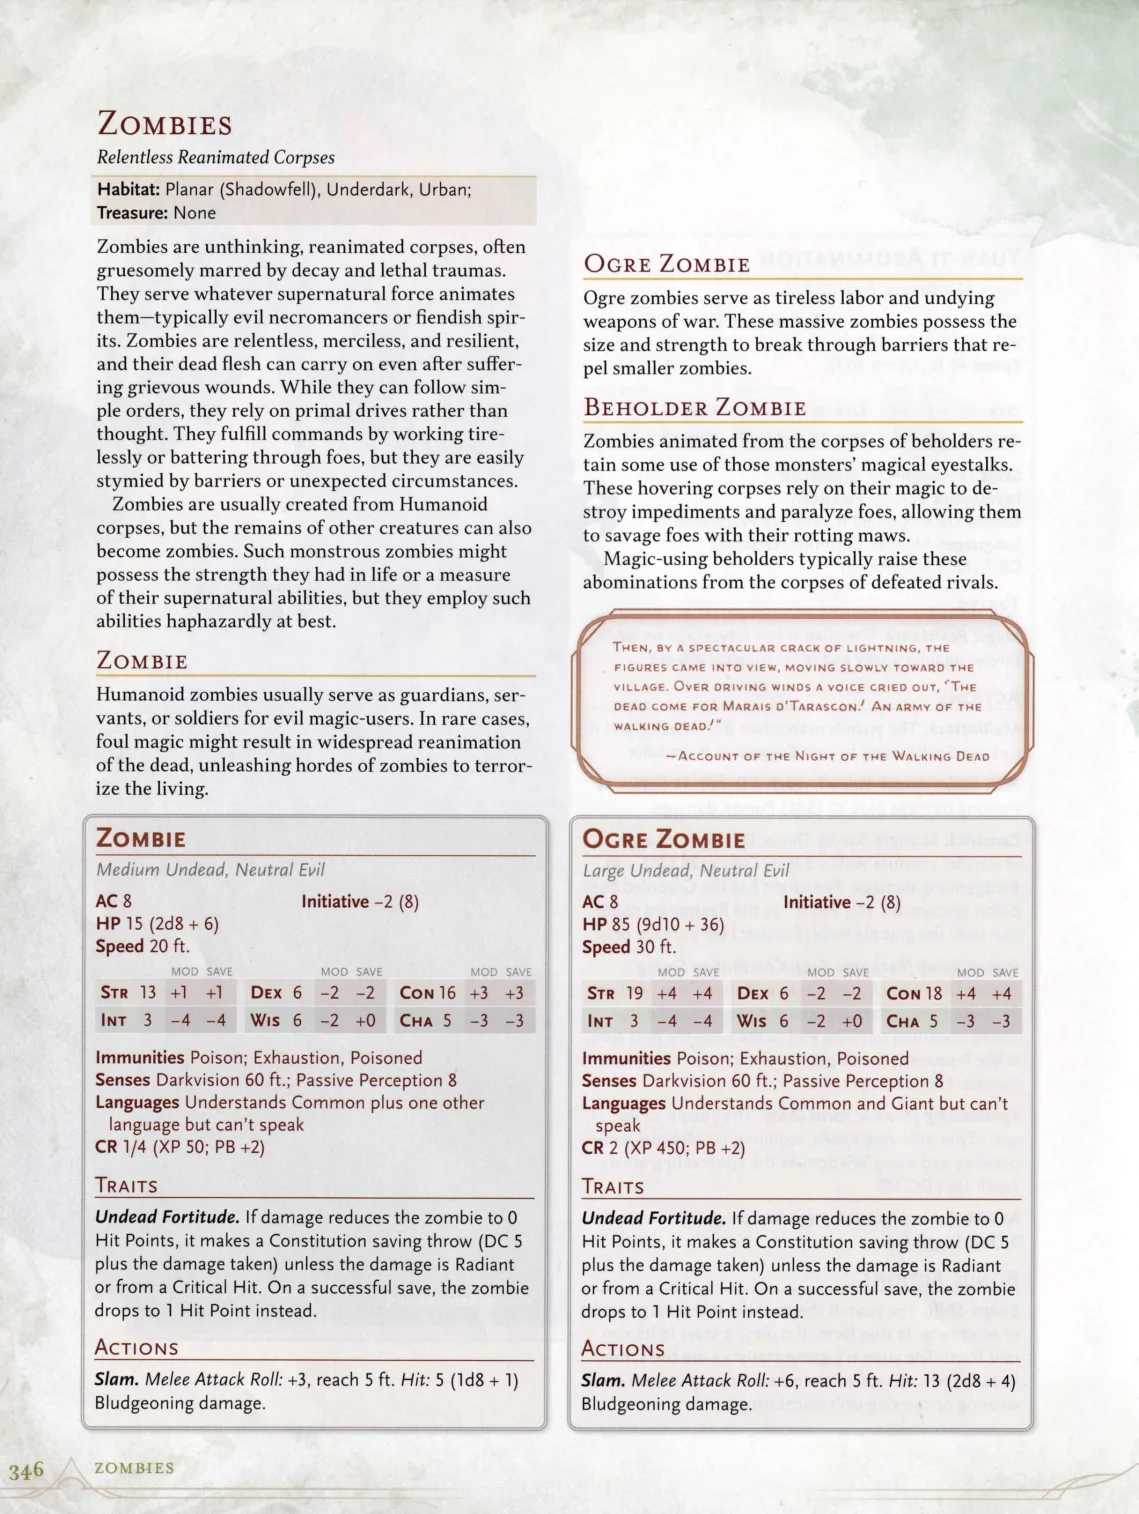 ZOMBIES
Relentless Reanimated Corpses
Habitat: Planar (Shadowfell), Underdark, Urban;
Treasure: None
Zombies are unthinking, reanimated corpses, often
gruesomely marred by decay and lethal traumas.
They serve whatever supernatural force animates
them—typically evil necromancers or fiendish spir-
its. Zombies are relentless, merciless, and resilient,
and their dead flesh can carry on even after suffer-
ing grievous wounds. While they can follow sim-
ple orders, they rely on primal drives rather than
thought. They fulfill commands by working tire-
lessly or battering through foes, but they are easily
stymied by barriers or unexpected circumstances.
Zombies are usually created from Humanoid
corpses, but the remains of other creatures can also
become zombies. Such monstrous zombies might
possess the strength they had in life or a measure
of their supernatural abilities, but they employ such
abilities haphazardly at best.
ZOMBIE
Humanoid zombies usually serve as guardians, ser-
vants, or soldiers for evil magic-users. In rare cases,
foul magic might result in widespread reanimation
of the dead, unleashing hordes of zombies to terror-
ize the living.
ZOMBIE
Medium Undead, Neutral Evil
AC 8 Initiative -2 (8)
HP 15 (2d8 + 6)
Speed 20 ft.
MOD SAVE MOD SAVE MOD SAVE
STR 13 +1 +1 DEX 6 -2 -2 CON 16 +3 +3
INT 3 -4 -4 WIS 6 -2 +0 CHA 5 -3 -3
Immunities Poison; Exhaustion, Poisoned
Senses Darkvision 60 ft.; Passive Perception 8
Languages Understands Common plus one other
language but can't speak
CR 1/4 (XP 50; PB +2)
TRAITS
Undead Fortitude. If damage reduces the zombie to 0
Hit Points, it makes a Constitution saving throw (DC 5
plus the damage taken) unless the damage is Radiant
or from a Critical Hit. On a successful save, the zombie
drops to 1 Hit Point instead.
ACTIONS
Slam. Melee Attack Roll: +3, reach 5 ft. Hit: 5 (1d8 + 1)
Bludgeoning damage.
OGRE ZOMBIE
Ogre zombies serve as tireless labor and undying
weapons of war. These massive zombies possess the
size and strength to break through barriers that re-
pel smaller zombies.
BEHOLDER ZOMBIE
Zombies animated from the corpses of beholders re-
tain some use of those monsters' magical eyestalks.
These hovering corpses rely on their magic to de-
stroy impediments and paralyze foes, allowing them
to savage foes with their rotting maws.
Magic-using beholders typically raise these
abominations from the corpses of defeated rivals.
THEN, BY A SPECTACULAR CRACK OF LIGHTNING, THE
FIGURES CAME INTO VIEW, MOVING SLOWLY TOWARD THE
VILLAGE. OVER DRIVING WINDS A VOICE CRIED OUT, "THE
DEAD COME FOR MARAIS D'TARASCON! AN ARMY OF THE
WALKING DEAD!"
—ACCOUNT OF THE NIGHT OF THE WALKING DEAD
OGRE ZOMBIE
Large Undead, Neutral Evil
AC 8 Initiative -2 (8)
HP 85 (9d10 + 36)
Speed 30 ft.
MOD SAVE MOD SAVE MOD SAVE
STR 19 +4 +4 DEX 6 -2 -2 CON 18 +4 +4
INT 3 -4 -4 WIS 6 -2 +0 CHA 5 -3 -3
Immunities Poison; Exhaustion, Poisoned
Senses Darkvision 60 ft.; Passive Perception 8
Languages Understands Common and Giant but can't
speak
CR 2 (XP 450; PB +2)
TRAITS
Undead Fortitude. If damage reduces the zombie to 0
Hit Points, it makes a Constitution saving throw (DC 5
plus the damage taken) unless the damage is Radiant
or from a Critical Hit. On a successful save, the zombie
drops to 1 Hit Point instead.
ACTIONS
Slam. Melee Attack Roll: +6, reach 5 ft. Hit: 13 (2d8 + 4)
Bludgeoning damage.
346 ZOMBIES